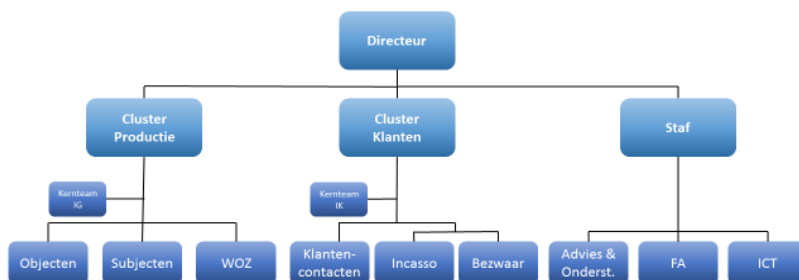 Directeur
Cluster
Productie
Cluster
Klanten
Staf
Kernteam
IG
Kernteam
IK
Objecten
Subjecten
WOZ
Klanten-
contacten
Incasso
Bezwaar
Advies &
Onderst.
FA
ICT